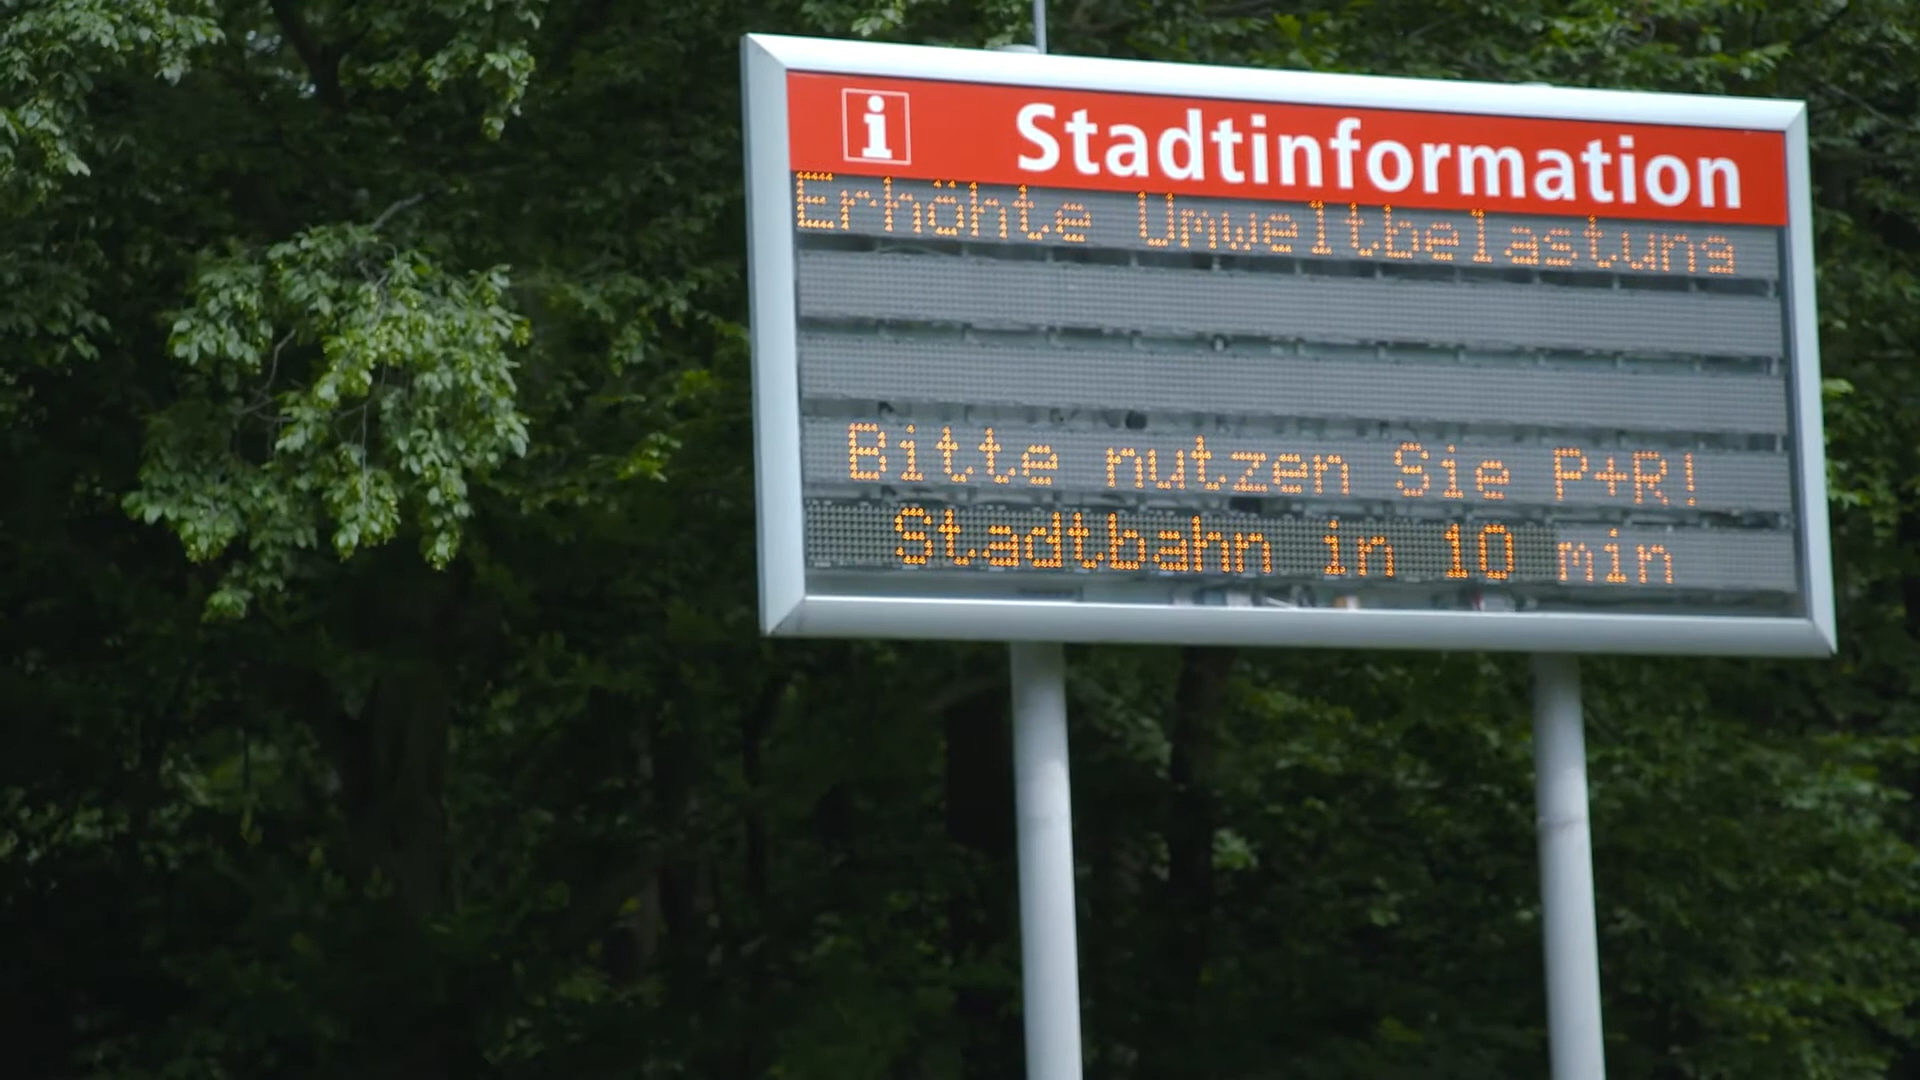 i Stadtinformation
Erhöhte Umweltbelastung
Bitte nutzen Sie P+R!
Stadtbahn in 10 min